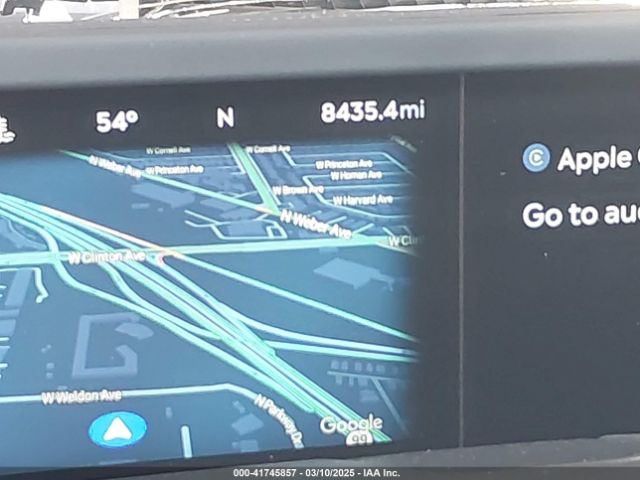 54° N 8435.4mi
W Cornell Ave W Cornell Ave
N Weber Ave W Princeton Ave W Princeton Ave
W Homan Ave
W Brown Ave
W Harvard Ave
N Weber Ave
W Clinton Ave W Clin
W Weldon Ave
N Parkway Dr
Google
99
Apple
Go to au
000-41745857 - 03/10/2025 - IAA Inc.